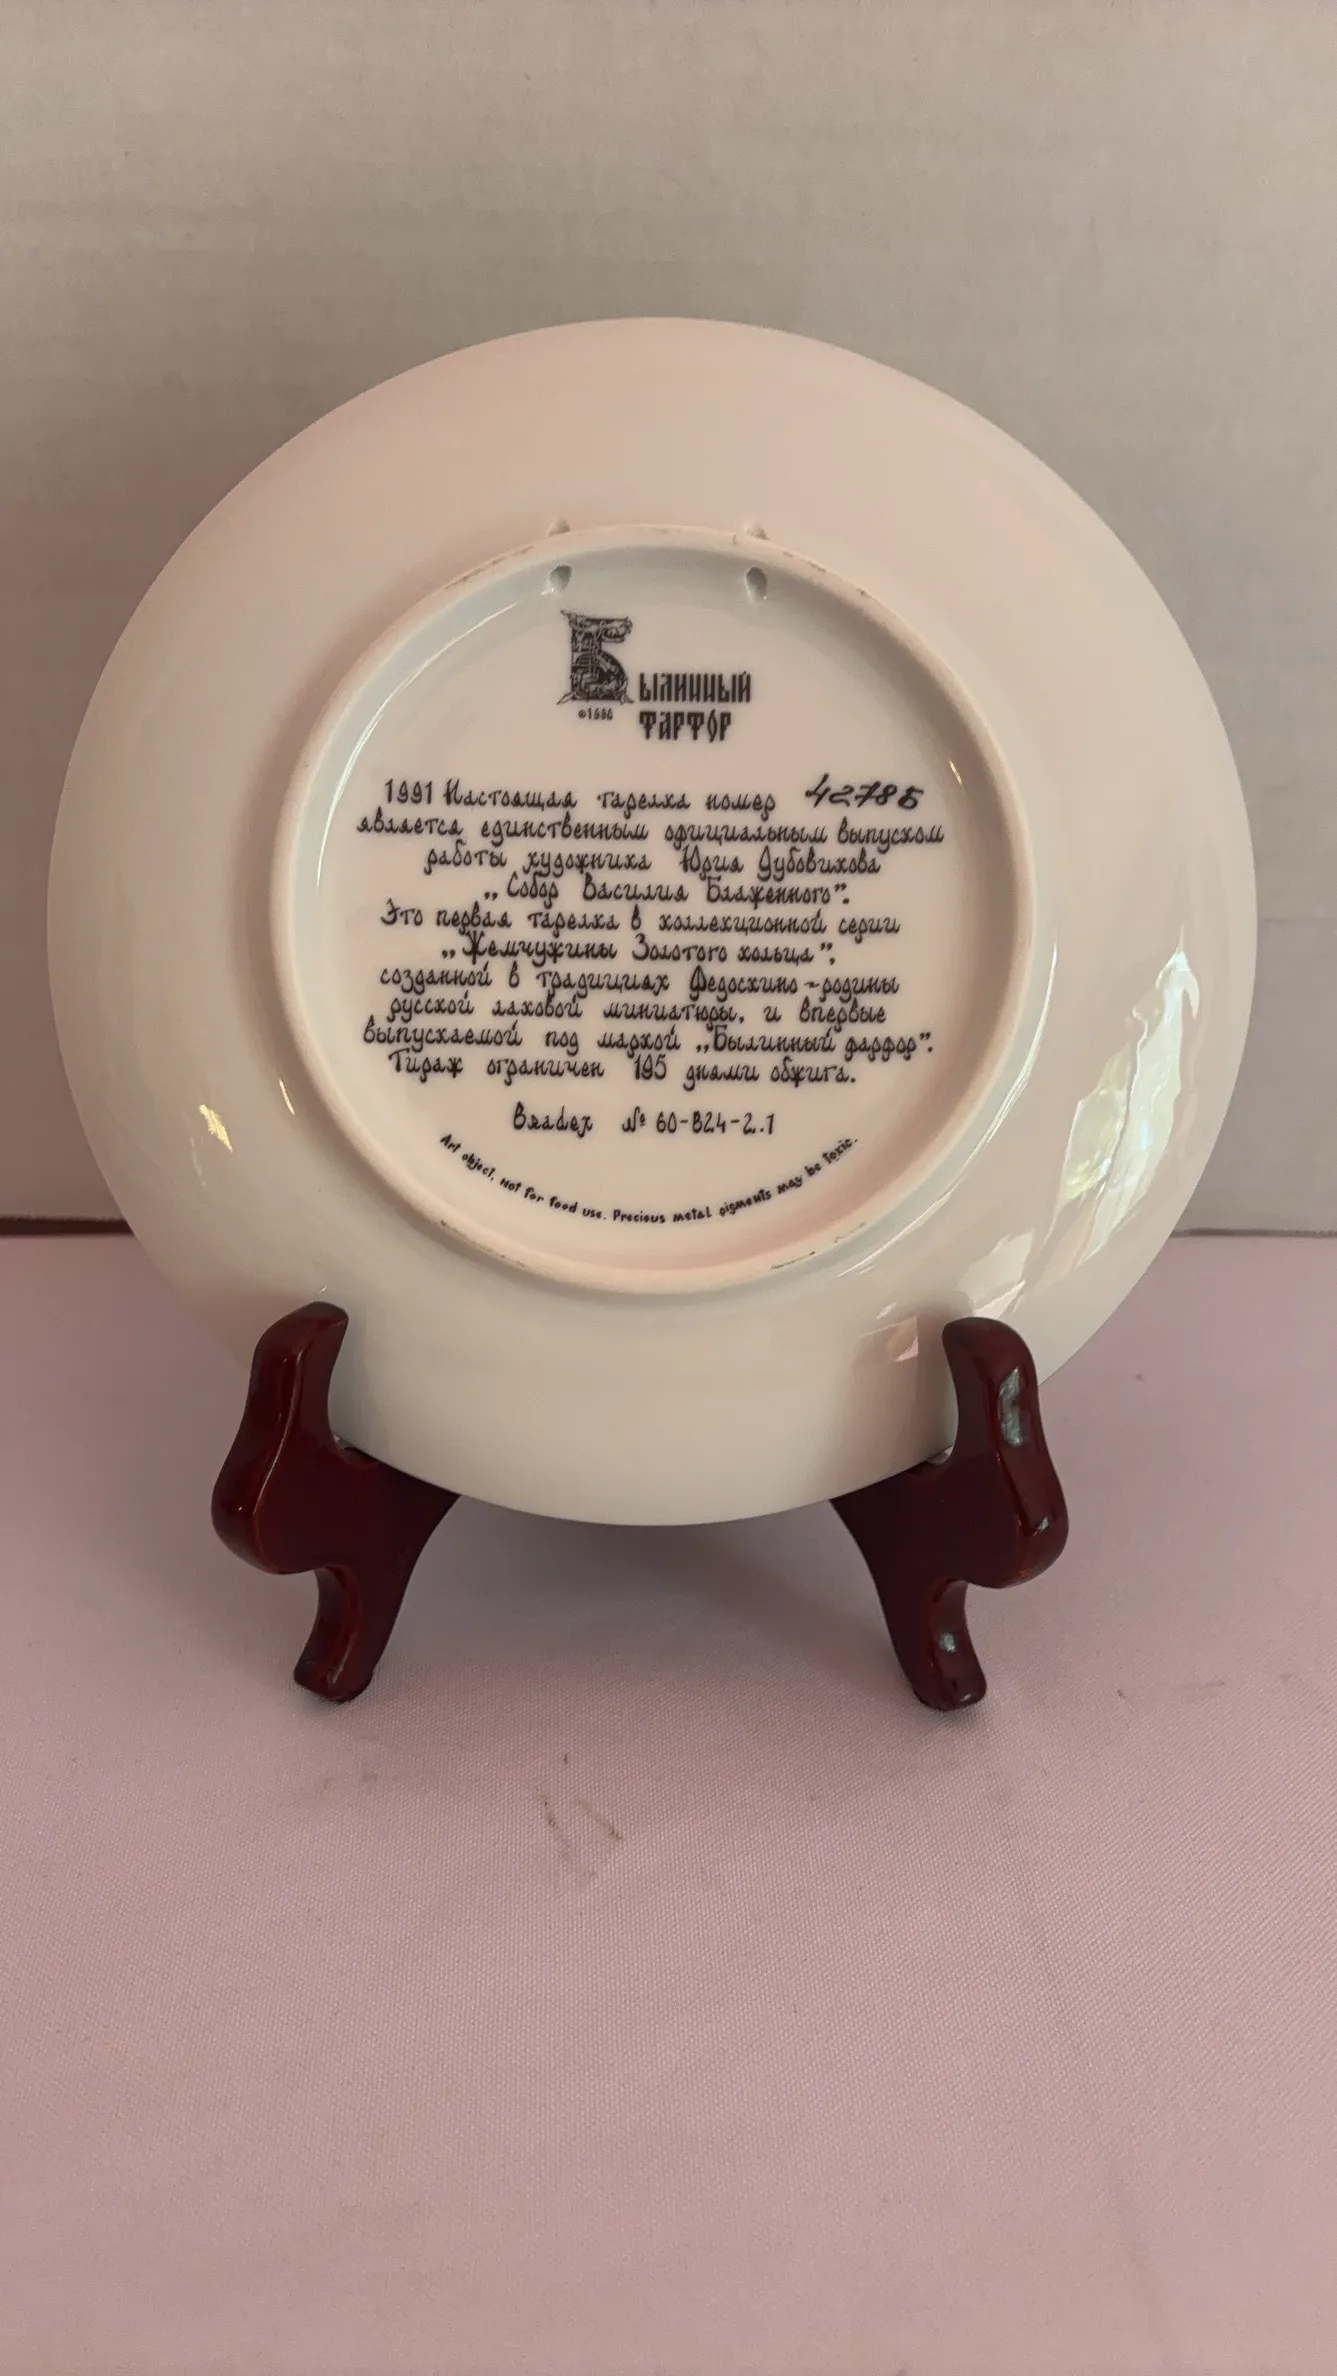 Былинный
фарфор
1991 Настоящая тарелка номер
является единственным официальным выпуском
работы художника Юрия Дубовикова
„Собор Василия Блаженного”.
Это первая тарелка в коллекционной серии
„Жемчужины Золотого кольца”,
созданной в традициях Федоскино - родины
русской лаковой миниатюры, и впервые
выпускаемой под маркой „Былинный фарфор”.
Тираж ограничен 195 днями обжига.
Bradex № 60-B24-2.1
Art object. Not for food use. Precious metal pigments may be toxic.